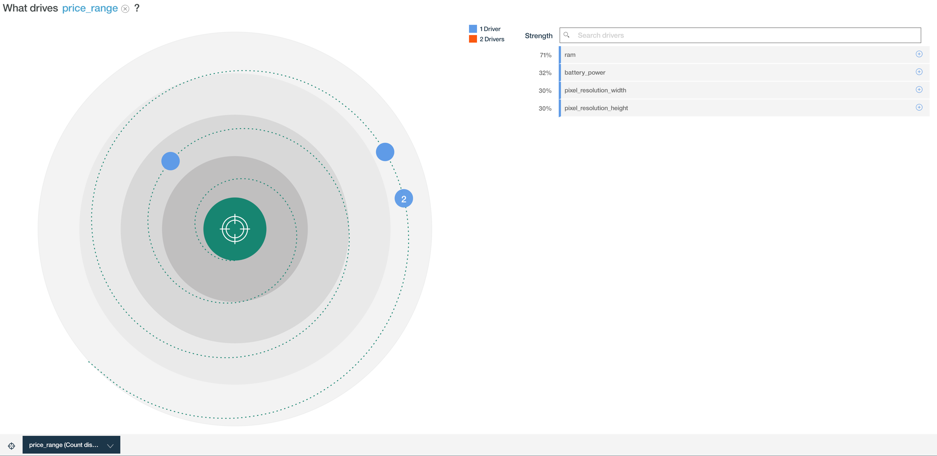 What drives price_range ?
1 Driver
2 Drivers
Strength
Search drivers
71% ram
32% battery_power
30% pixel_resolution_width
30% pixel_resolution_height
2
price_range (Count dis...